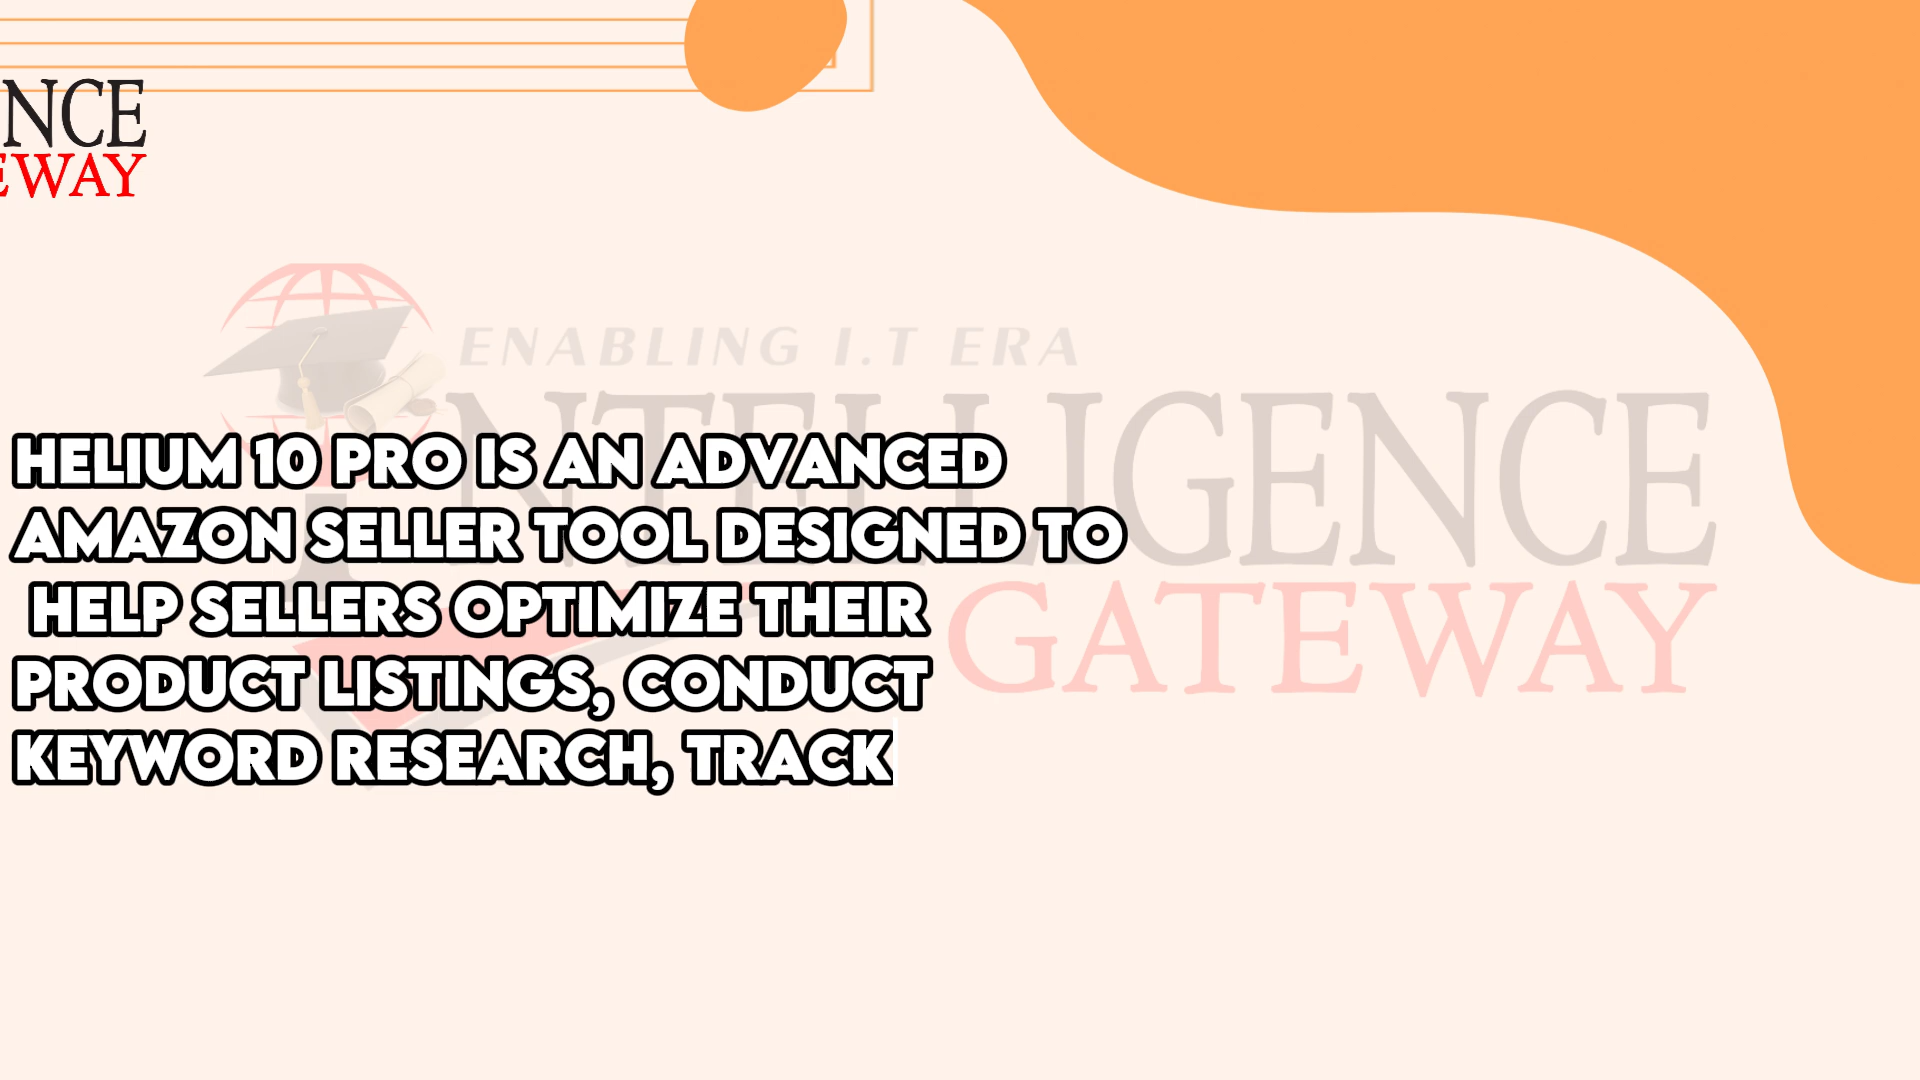 NCE
EWAY
ENABLING I.T ERA
INTELLIGENCE
GATEWAY
HELIUM 10 PRO IS AN ADVANCED
AMAZON SELLER TOOL DESIGNED TO
HELP SELLERS OPTIMIZE THEIR
PRODUCT LISTINGS, CONDUCT
KEYWORD RESEARCH, TRACK